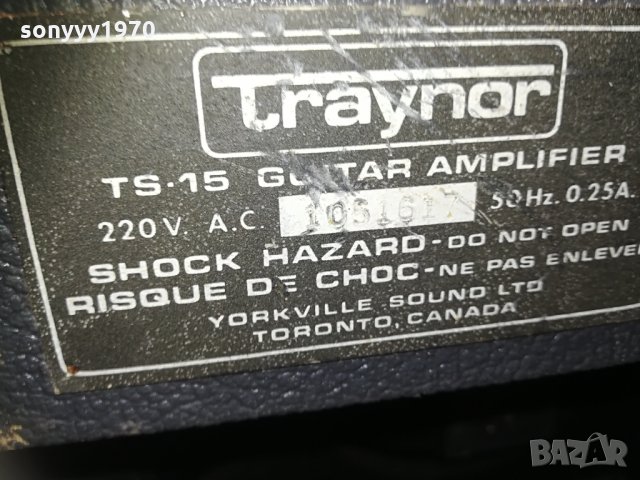 sonyyy1970
Traynor
TS-15 GUITAR AMPLIFIER
220V. A.C. 1051617 50Hz. 0.25A.
SHOCK HAZARD-DO NOT OPEN
RISQUE DE CHOC-NE PAS ENLEVE
YORKVILLE SOUND LTD
TORONTO, CANADA
BAZAR